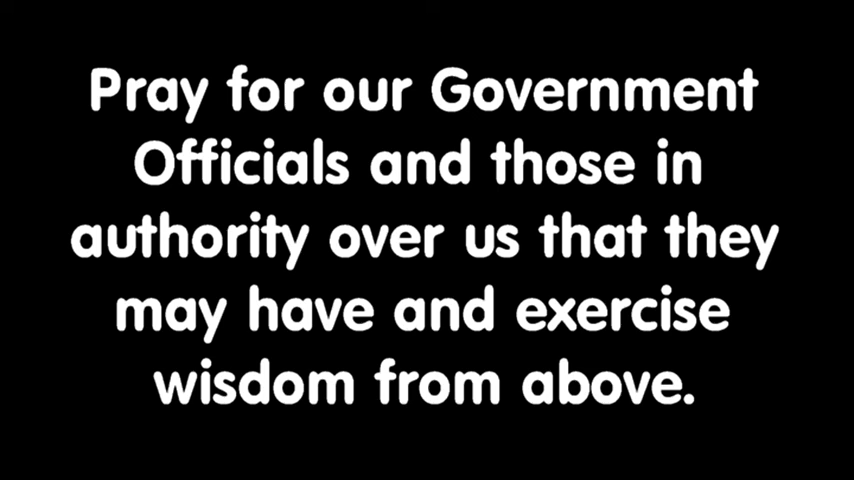 Pray for our Government
Officials and those in
authority over us that they
may have and exercise
wisdom from above.